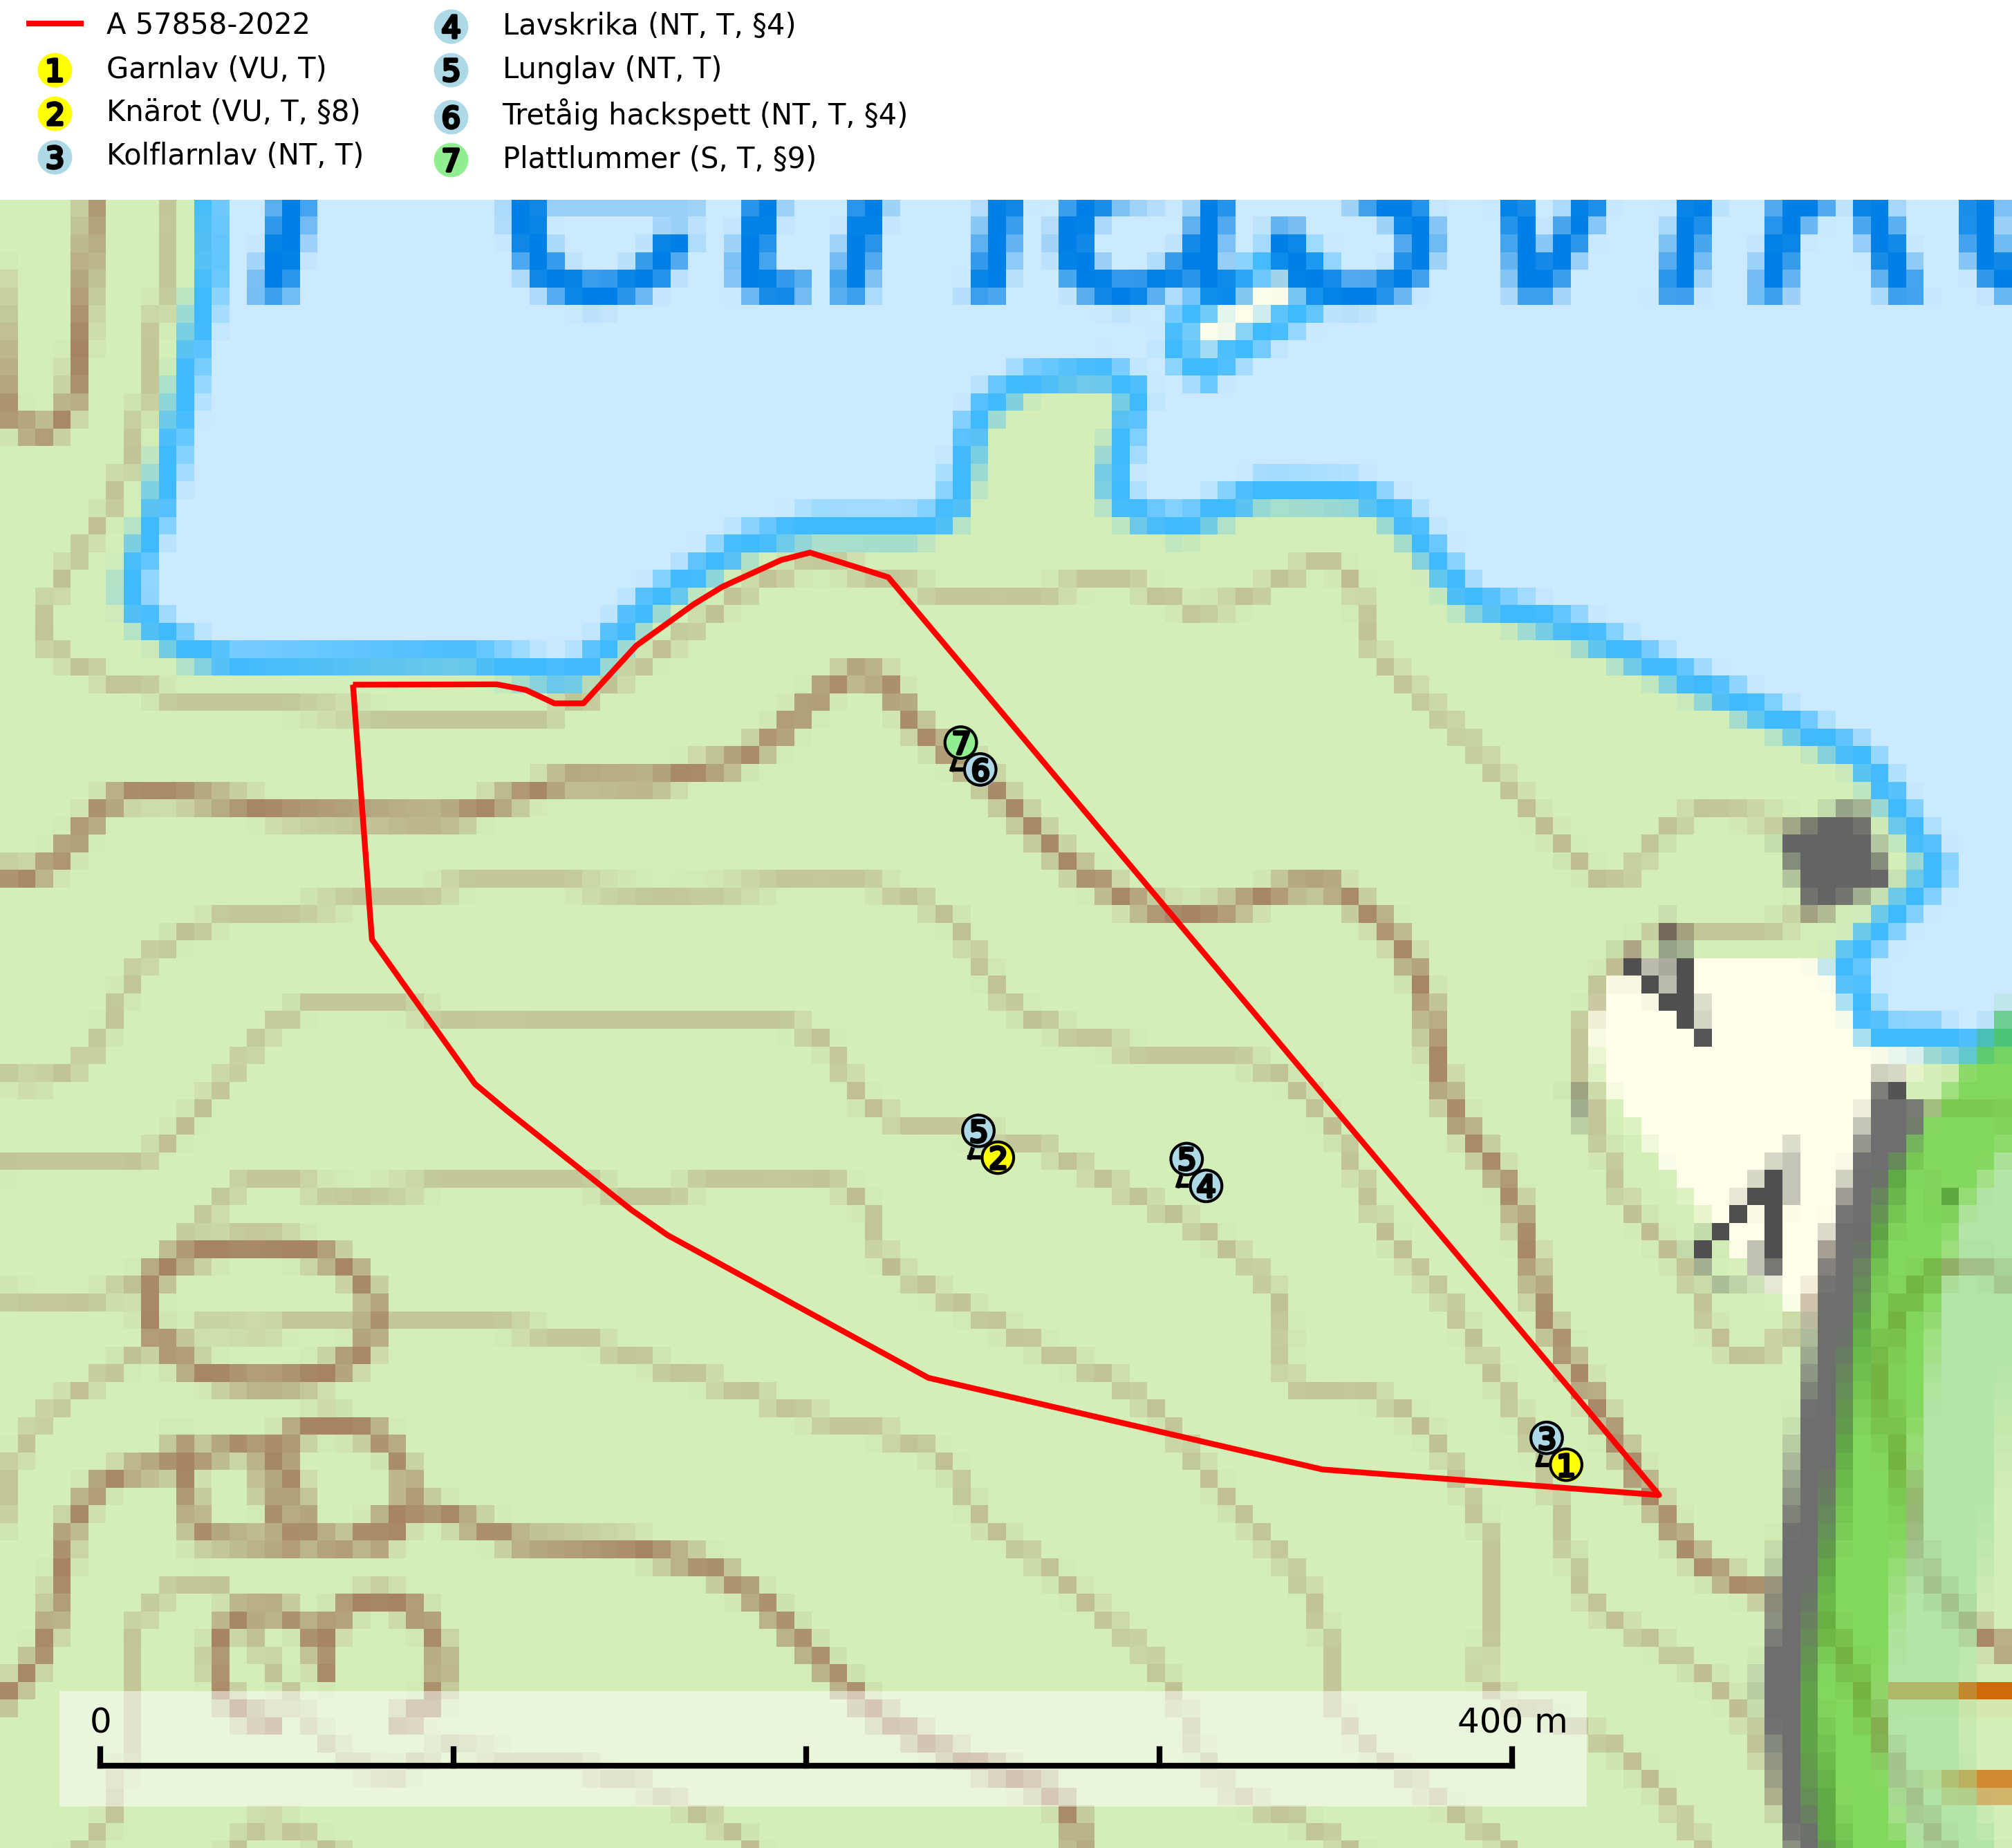 A 57858-2022
1 Garnlav (VU, T)
2 Knärot (VU, T, §8)
3 Kolflarnlav (NT, T)
4 Lavskrika (NT, T, §4)
5 Lunglav (NT, T)
6 Tretåig hackspett (NT, T, §4)
7 Plattlummer (S, T, §9)
7
6
5
2
5
4
3
1
0 400 m